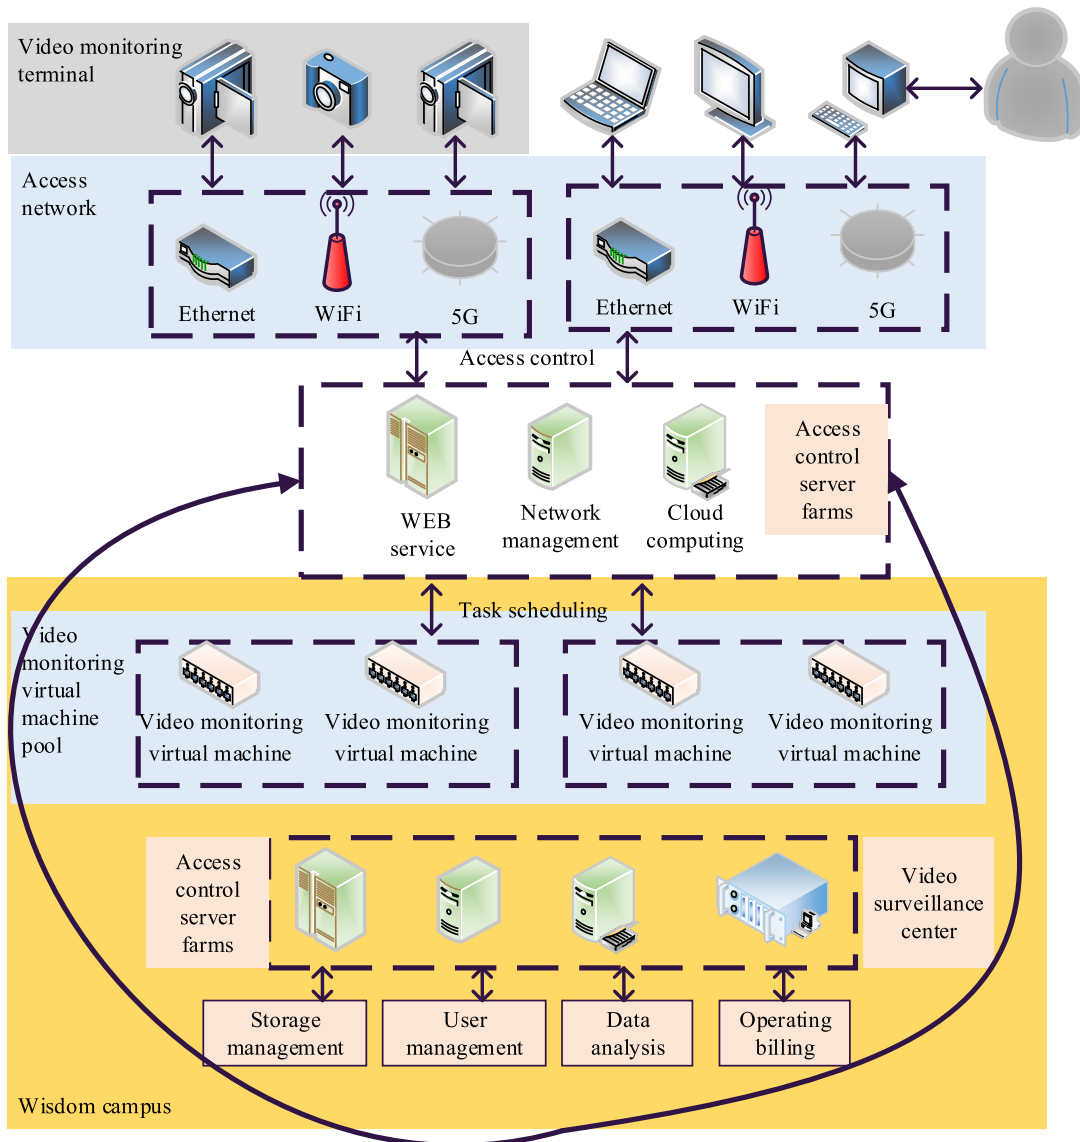 Video monitoring
terminal
Access
network
Ethernet
WiFi
5G
Ethernet
WiFi
5G
Access control
WEB
service
Network
management
Cloud
computing
Access
control
server
farms
Task scheduling
Video
monitoring
virtual
machine
pool
Video monitoring
virtual machine
Video monitoring
virtual machine
Video monitoring
virtual machine
Video monitoring
virtual machine
Access
control
server
farms
Video
surveillance
center
Storage
management
User
management
Data
analysis
Operating
billing
Wisdom campus